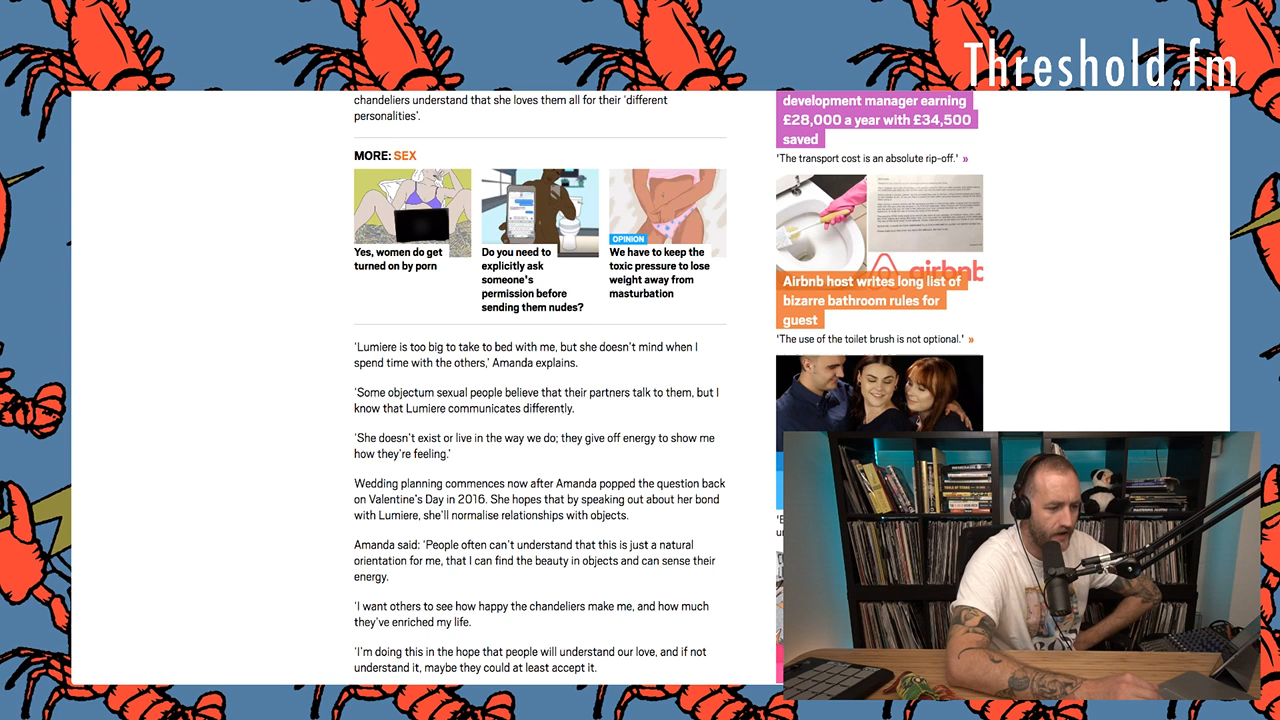 Threshold.fm
chandeliers understand that she loves them all for their ‘different
personalities’.
MORE: SEX
Yes, women do get
turned on by porn
Do you need to
explicitly ask
someone's
permission before
sending them nudes?
OPINION
We have to keep the
toxic pressure to lose
weight away from
masturbation
‘Lumiere is too big to take to bed with me, but she doesn’t mind when I
spend time with the others,’ Amanda explains.
‘Some objectum sexual people believe that their partners talk to them, but I
know that Lumiere communicates differently.
‘She doesn’t exist or live in the way we do; they give off energy to show me
how they’re feeling.’
Wedding planning commences now after Amanda popped the question back
on Valentine’s Day in 2016. She hopes that by speaking out about her bond
with Lumiere, she’ll normalise relationships with objects.
Amanda said: ‘People often can’t understand that this is just a natural
orientation for me, that I can find the beauty in objects and can sense their
energy.
‘I want others to see how happy the chandeliers make me, and how much
they’ve enriched my life.
‘I’m doing this in the hope that people will understand our love, and if not
understand it, maybe they could at least accept it.
development manager earning
£28,000 a year with £34,500
saved
'The transport cost is an absolute rip-off.' »
airbnb
Airbnb host writes long list of
bizarre bathroom rules for
guest
'The use of the toilet brush is not optional.' »